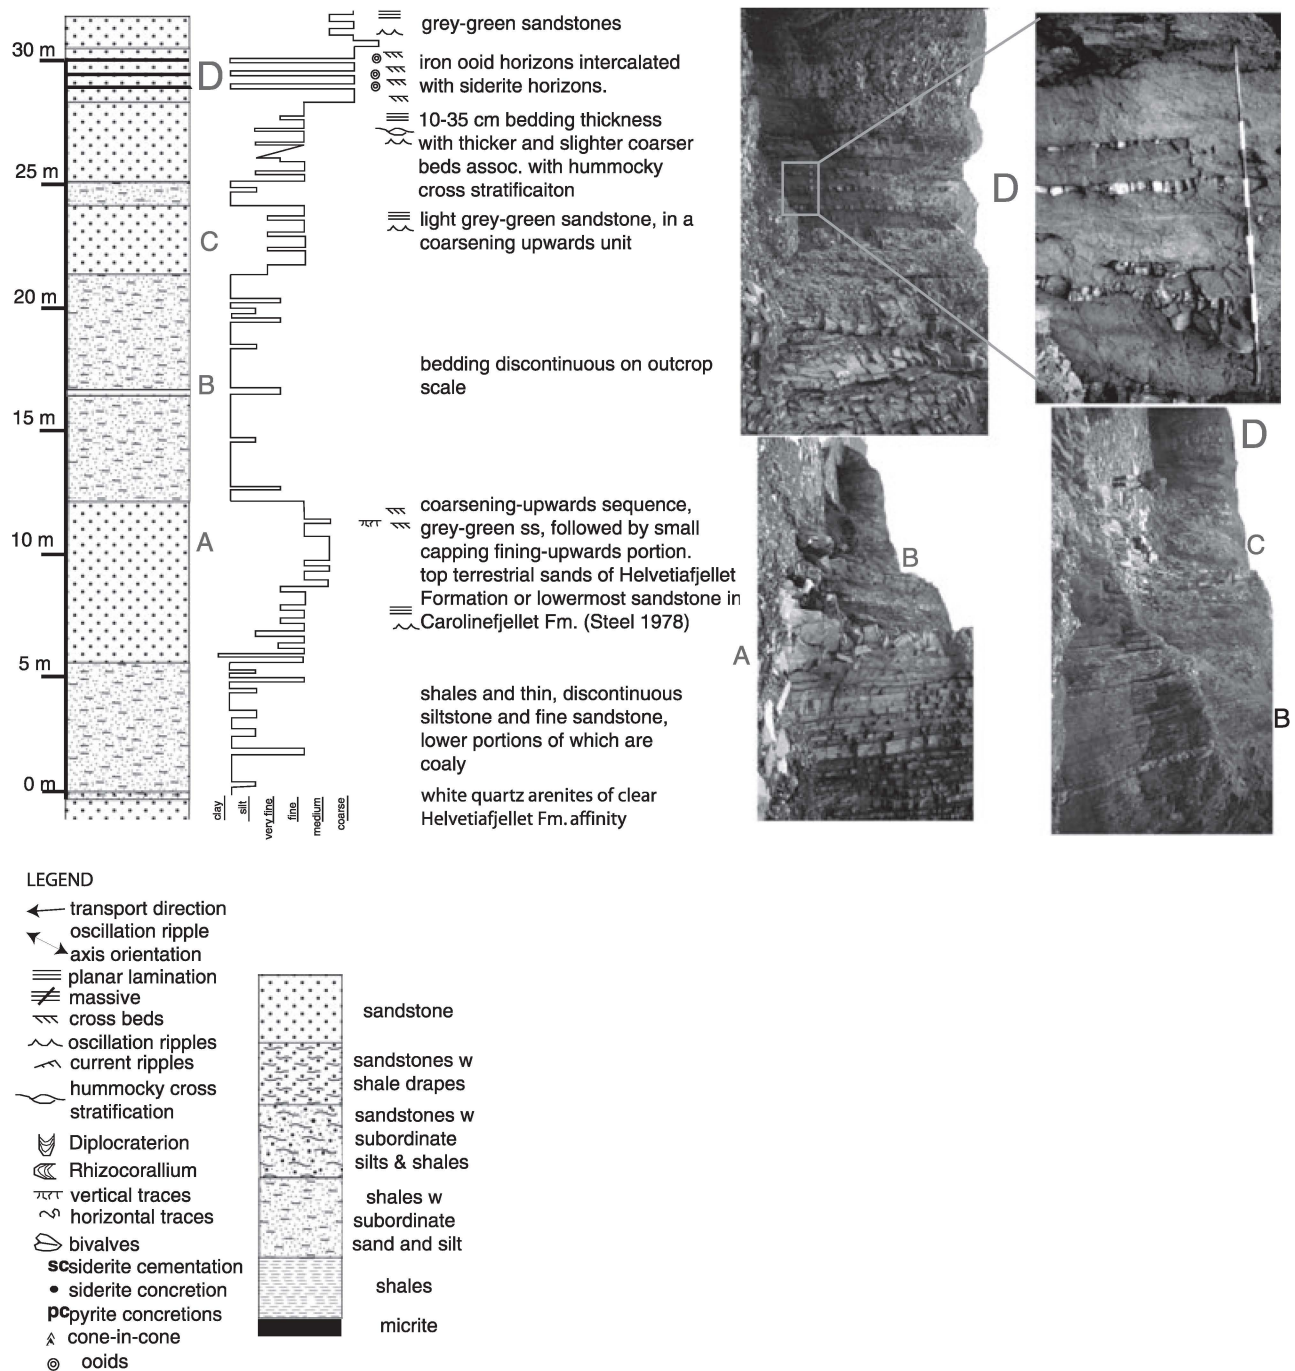 30 m
25 m
20 m
15 m
10 m
5 m
0 m
D
C
B
A
clay
silt
very fine
fine
medium
coarse
grey-green sandstones
iron ooid horizons intercalated
with siderite horizons.
10-35 cm bedding thickness
with thicker and slighter coarser
beds assoc. with hummocky
cross stratificaiton
light grey-green sandstone, in a
coarsening upwards unit
bedding discontinuous on outcrop
scale
coarsening-upwards sequence,
grey-green ss, followed by small
capping fining-upwards portion.
top terrestrial sands of Helvetiafjellet
Formation or lowermost sandstone in
Carolinefjellet Fm. (Steel 1978)
shales and thin, discontinuous
siltstone and fine sandstone,
lower portions of which are
coaly
white quartz arenites of clear
Helvetiafjellet Fm. affinity
D
A
B
D
C
B
LEGEND
transport direction
oscillation ripple
axis orientation
planar lamination
massive
cross beds
oscillation ripples
current ripples
hummocky cross
stratification
Diplocraterion
Rhizocorallium
vertical traces
horizontal traces
bivalves
sc siderite cementation
siderite concretion
pc pyrite concretions
cone-in-cone
ooids
sandstone
sandstones w
shale drapes
sandstones w
subordinate
silts & shales
shales w
subordinate
sand and silt
shales
micrite